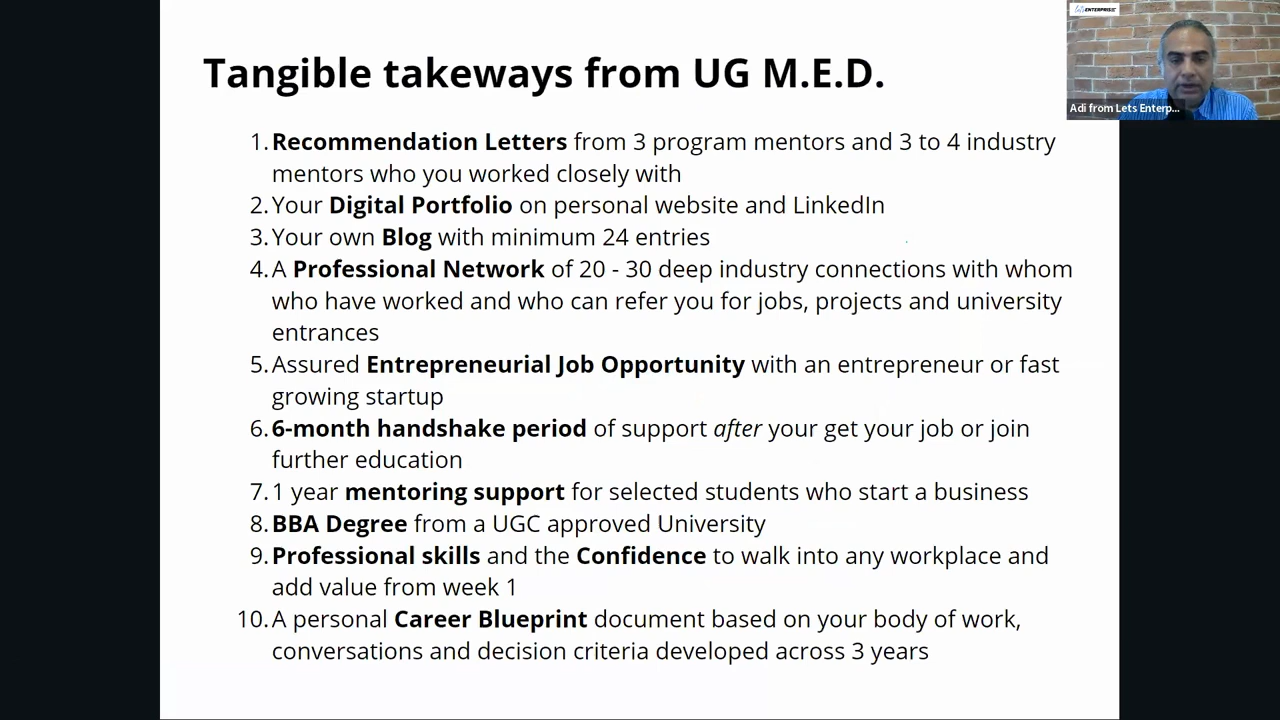 Tangible takeways from UG M.E.D.
ENTERPRISE
Adi from Lets Enterp...
1. Recommendation Letters from 3 program mentors and 3 to 4 industry
mentors who you worked closely with
2. Your Digital Portfolio on personal website and LinkedIn
3. Your own Blog with minimum 24 entries
4. A Professional Network of 20 - 30 deep industry connections with whom
who have worked and who can refer you for jobs, projects and university
entrances
5. Assured Entrepreneurial Job Opportunity with an entrepreneur or fast
growing startup
6. 6-month handshake period of support after your get your job or join
further education
7. 1 year mentoring support for selected students who start a business
8. BBA Degree from a UGC approved University
9. Professional skills and the Confidence to walk into any workplace and
add value from week 1
10. A personal Career Blueprint document based on your body of work,
conversations and decision criteria developed across 3 years